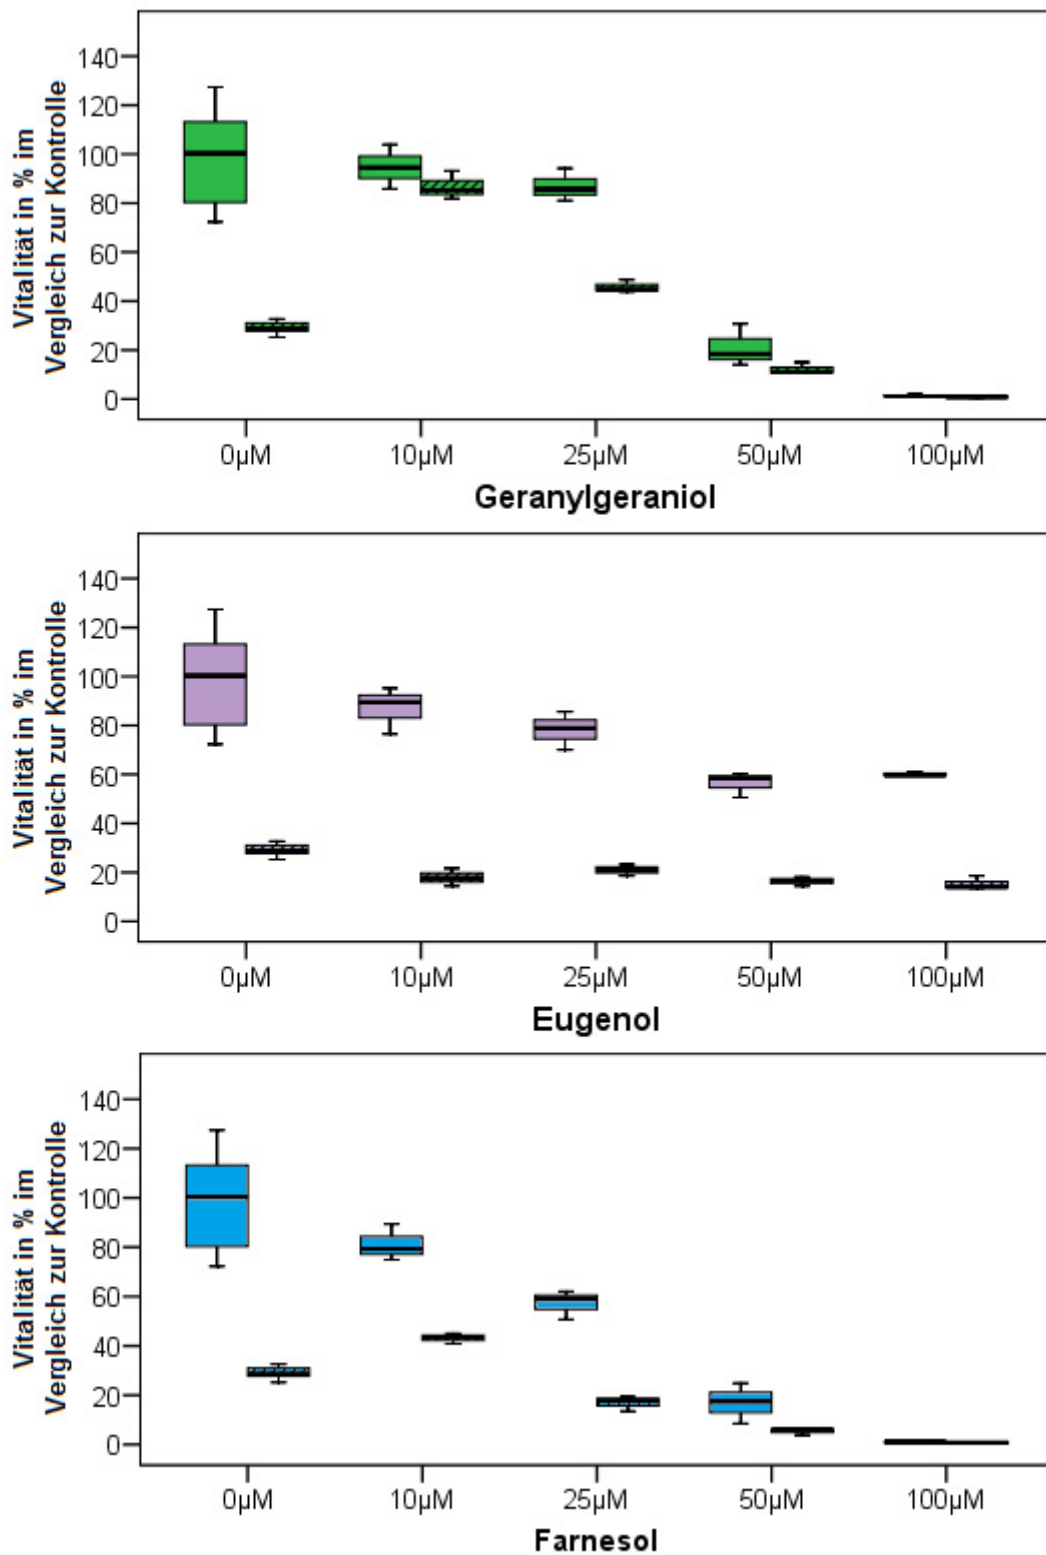 Vitalität in % im
Vergleich zur Kontrolle
140
120
100
80
60
40
20
0
0µM 10µM 25µM 50µM 100µM
Geranylgeraniol
Vitalität in % im
Vergleich zur Kontrolle
140
120
100
80
60
40
20
0
0µM 10µM 25µM 50µM 100µM
Eugenol
Vitalität in % im
Vergleich zur Kontrolle
140
120
100
80
60
40
20
0
0µM 10µM 25µM 50µM 100µM
Farnesol